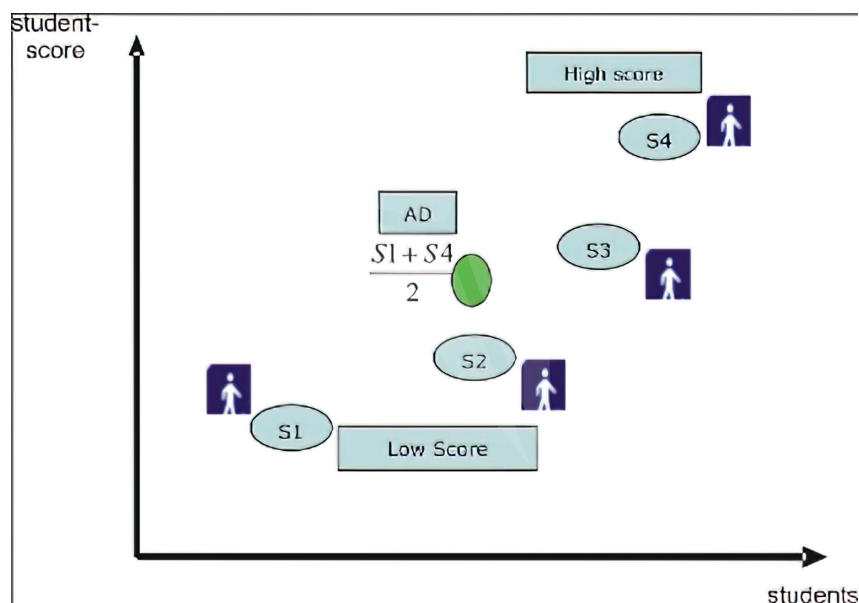 student-
score
High score
S4
AD
S1 + S4
2
S3
S2
S1
Low Score
students